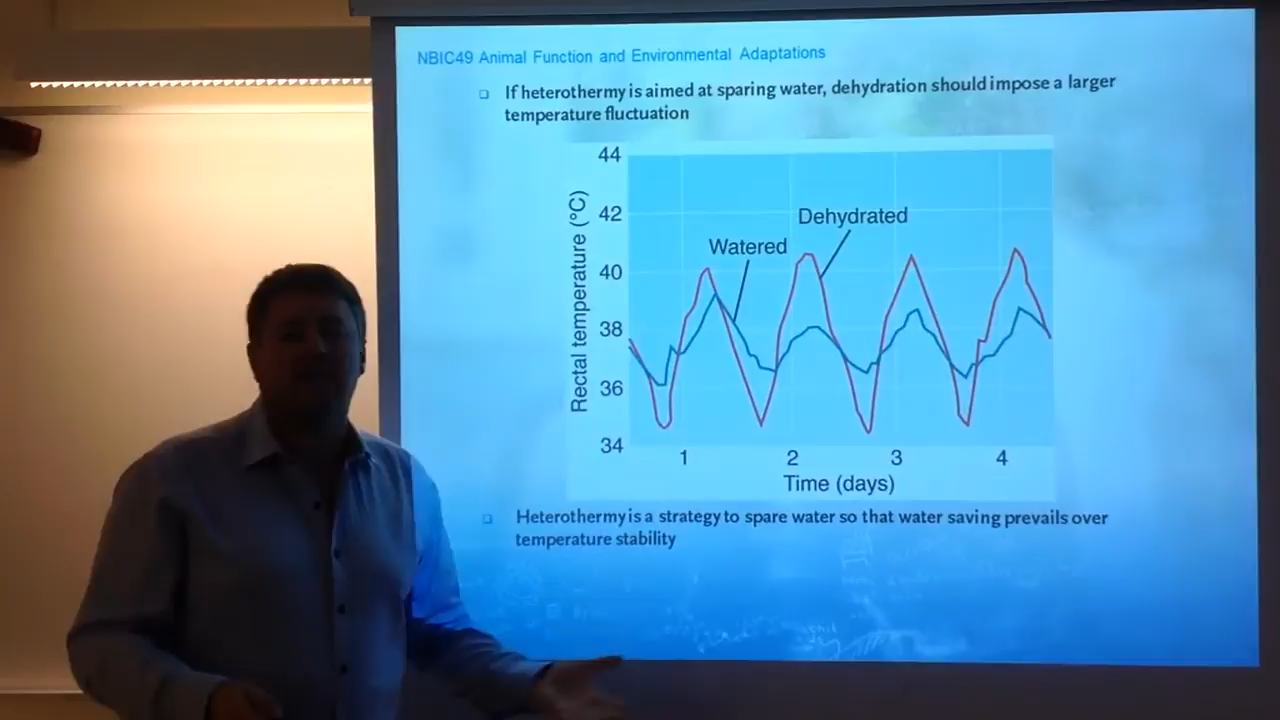 NBIC49 Animal Function and Environmental Adaptations
If heterothermy is aimed at sparing water, dehydration should impose a larger
temperature fluctuation
44
42
40
38
36
34
Rectal temperature (°C)
Dehydrated
Watered
1 2 3 4
Time (days)
Heterothermy is a strategy to spare water so that water saving prevails over
temperature stability